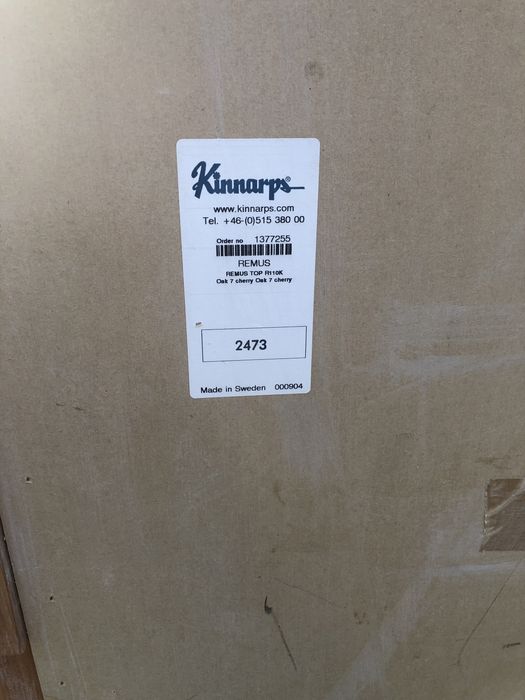 Kinnarps®
www.kinnarps.com
Tel. +46-(0)515 380 00
Order no 1377255
REMUS
REMUS TOP R110K
Oak 7 cherry Oak 7 cherry
2473
Made in Sweden 000904